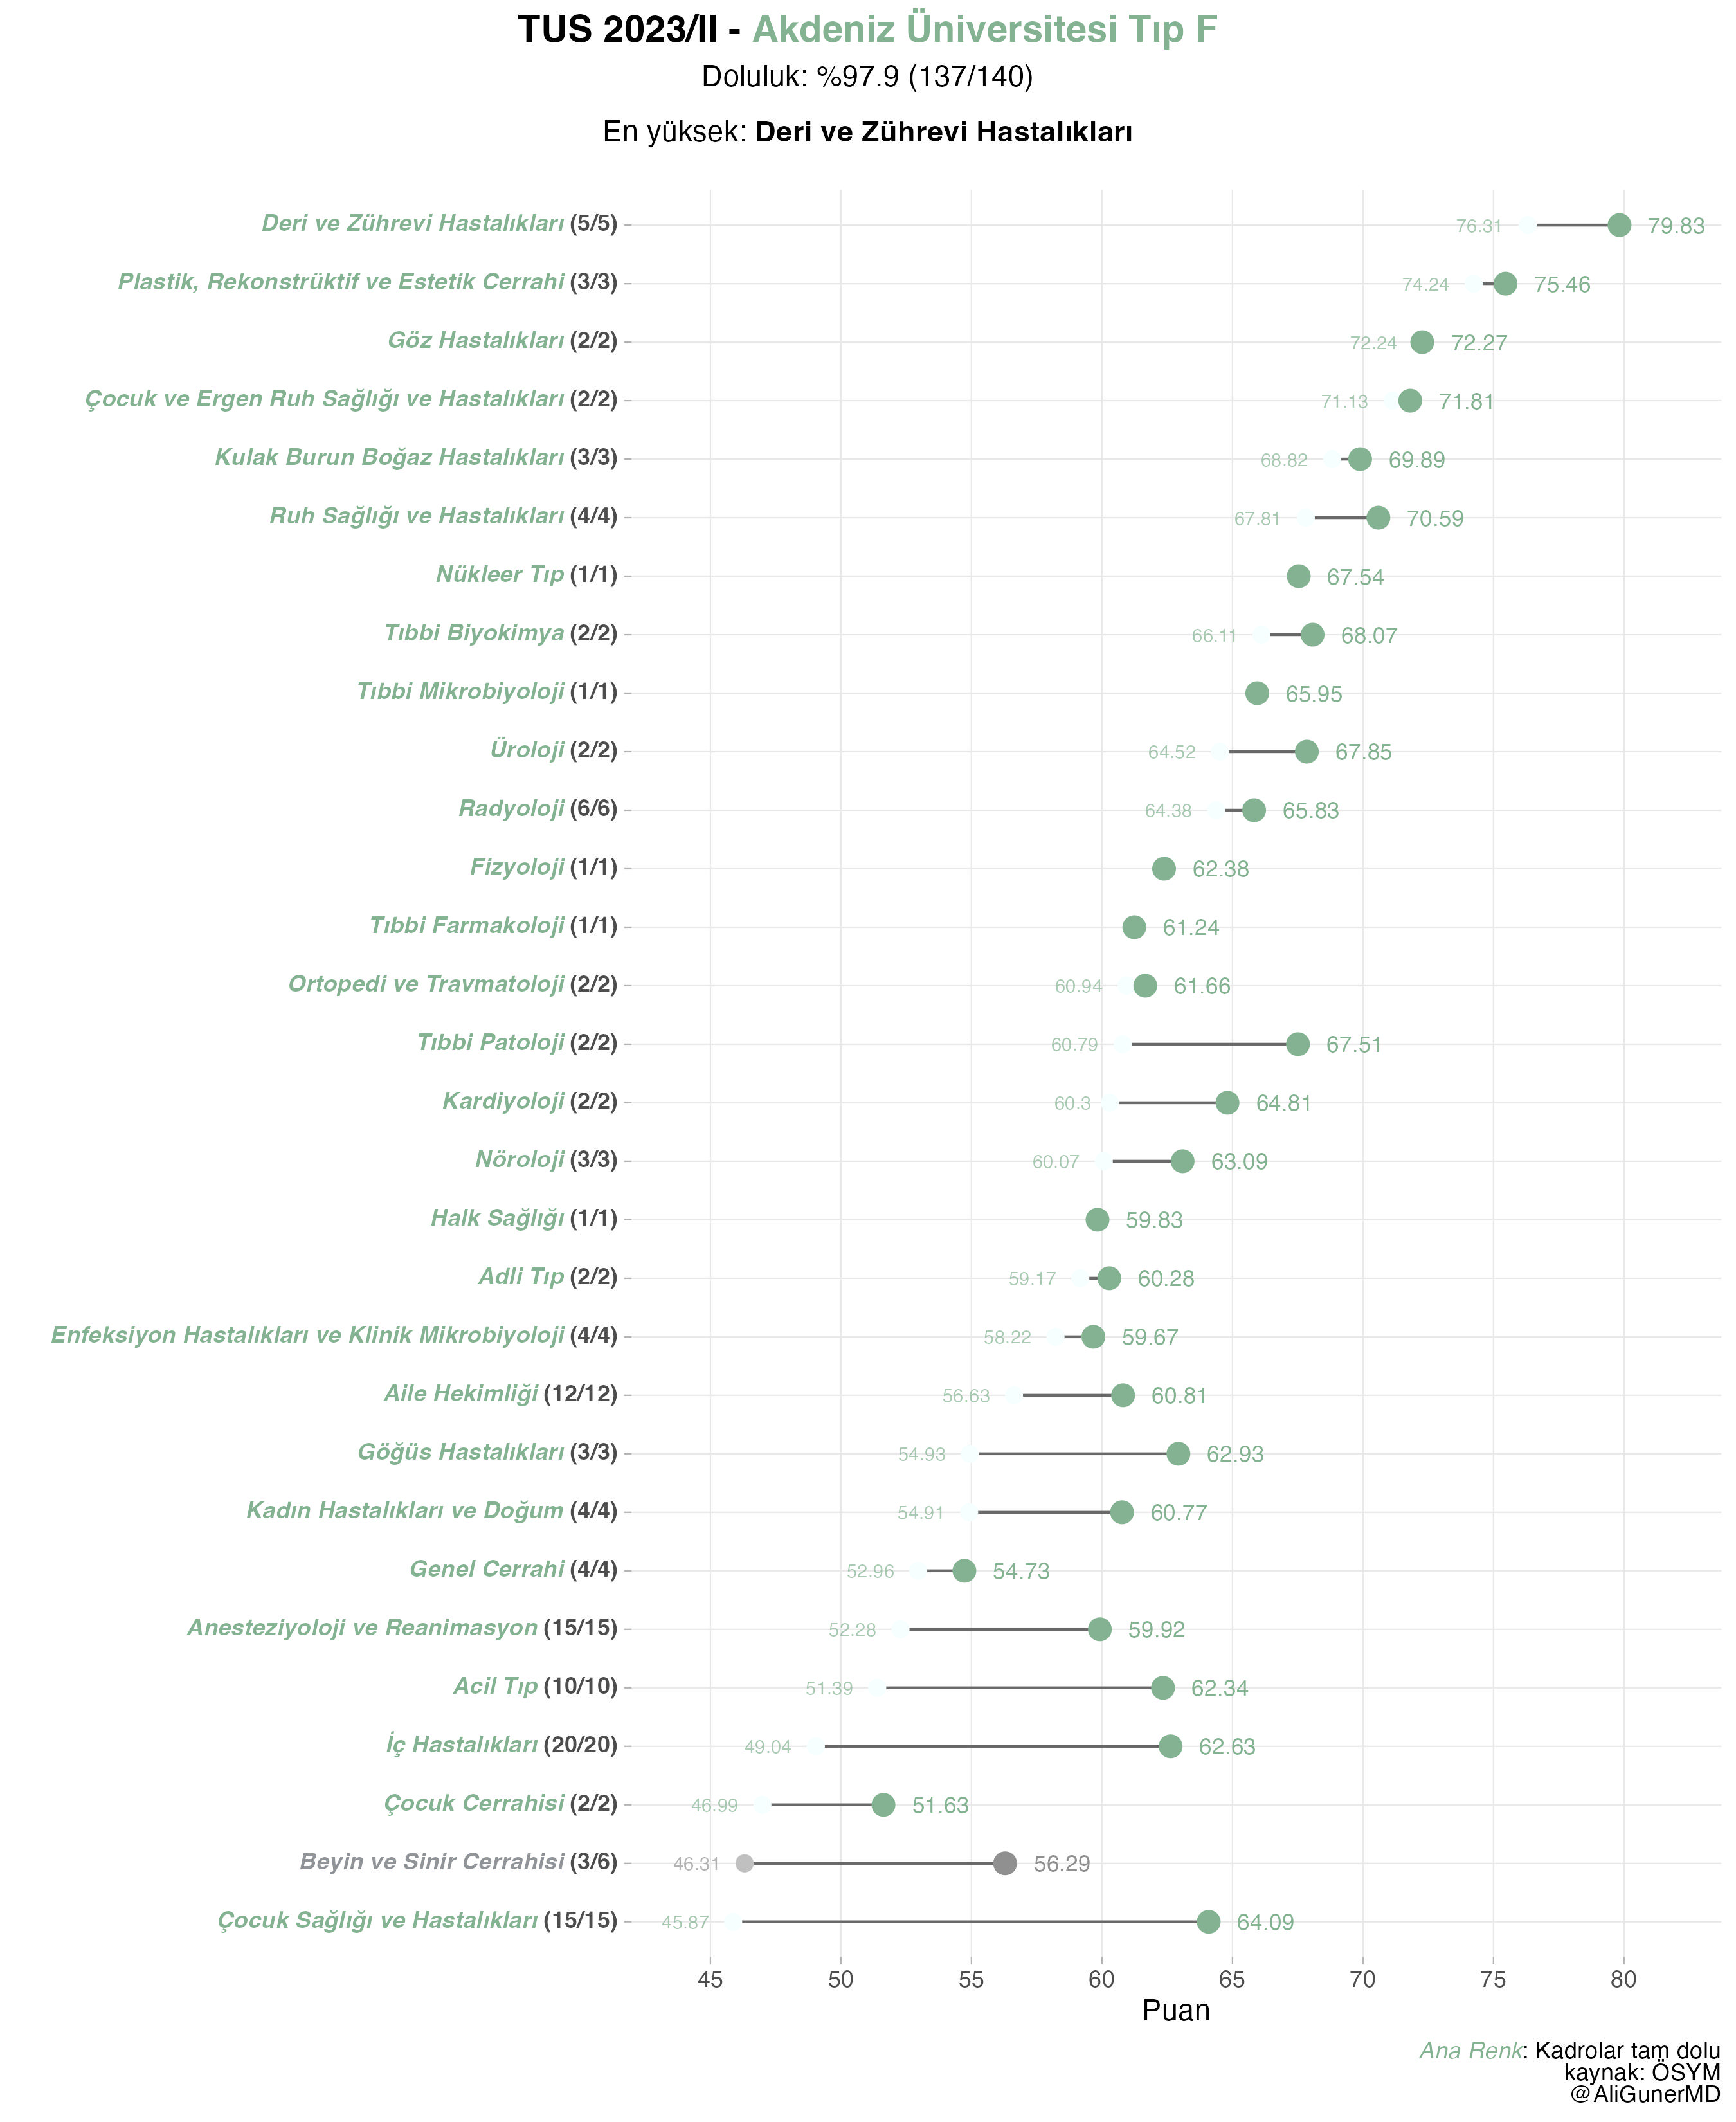 TUS 2023/II - Akdeniz Üniversitesi Tıp F
Doluluk: %97.9 (137/140)
En yüksek: Deri ve Zührevi Hastalıkları
Deri ve Zührevi Hastalıkları (5/5) 76.31 79.83
Plastik, Rekonstrüktif ve Estetik Cerrahi (3/3) 74.24 75.46
Göz Hastalıkları (2/2) 72.24 72.27
Çocuk ve Ergen Ruh Sağlığı ve Hastalıkları (2/2) 71.13 71.81
Kulak Burun Boğaz Hastalıkları (3/3) 68.82 69.89
Ruh Sağlığı ve Hastalıkları (4/4) 67.81 70.59
Nükleer Tıp (1/1) 67.54
Tıbbi Biyokimya (2/2) 66.11 68.07
Tıbbi Mikrobiyoloji (1/1) 65.95
Üroloji (2/2) 64.52 67.85
Radyoloji (6/6) 64.38 65.83
Fizyoloji (1/1) 62.38
Tıbbi Farmakoloji (1/1) 61.24
Ortopedi ve Travmatoloji (2/2) 60.94 61.66
Tıbbi Patoloji (2/2) 60.79 67.51
Kardiyoloji (2/2) 60.3 64.81
Nöroloji (3/3) 60.07 63.09
Halk Sağlığı (1/1) 59.83
Adli Tıp (2/2) 59.17 60.28
Enfeksiyon Hastalıkları ve Klinik Mikrobiyoloji (4/4) 58.22 59.67
Aile Hekimliği (12/12) 56.63 60.81
Göğüs Hastalıkları (3/3) 54.93 62.93
Kadın Hastalıkları ve Doğum (4/4) 54.91 60.77
Genel Cerrahi (4/4) 52.96 54.73
Anesteziyoloji ve Reanimasyon (15/15) 52.28 59.92
Acil Tıp (10/10) 51.39 62.34
İç Hastalıkları (20/20) 49.04 62.63
Çocuk Cerrahisi (2/2) 46.99 51.63
Beyin ve Sinir Cerrahisi (3/6) 46.31 56.29
Çocuk Sağlığı ve Hastalıkları (15/15) 45.87 64.09
45 50 55 60 65 70 75 80
Puan
Ana Renk: Kadrolar tam dolu
kaynak: ÖSYM
@AliGunerMD